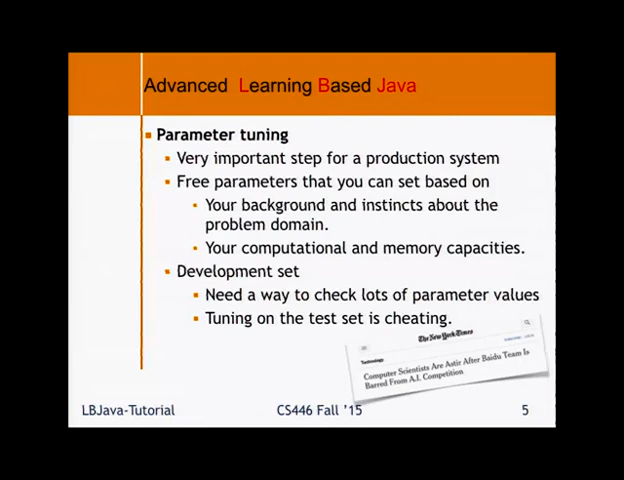 Advanced Learning Based Java
Parameter tuning
Very important step for a production system
Free parameters that you can set based on
Your background and instincts about the
problem domain.
Your computational and memory capacities.
Development set
Need a way to check lots of parameter values
Tuning on the test set is cheating.
The New York Times
Technology
Computer Scientists Are Astir After Baidu Team Is
Barred From A.I. Competition
LBJava-Tutorial
CS446 Fall '15
5